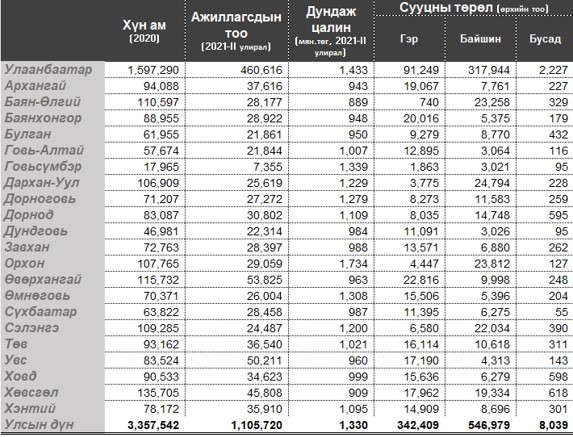 Хүн ам (2020) Ажиллагсдын тоо (2021-II улирал) Дундаж цалин (мян.төг, 2021-II улирал) Сууцны төрөл (өрхийн тоо)
Гэр Байшин Бусад
Улаанбаатар 1,597,290 460,616 1,433 91,249 317,944 2,227
Архангай 94,088 37,616 943 19,067 7,761 227
Баян-Өлгий 110,597 28,177 889 740 23,258 329
Баянхонгор 88,955 28,922 948 20,016 5,375 179
Булган 61,955 21,861 950 9,279 8,770 432
Говь-Алтай 57,674 21,844 1,007 12,895 3,064 116
Говьсүмбэр 17,965 7,355 1,339 1,863 3,021 95
Дархан-Уул 106,909 25,619 1,229 3,775 24,794 228
Дорноговь 71,207 27,272 1,279 8,273 11,583 259
Дорнод 83,087 30,802 1,109 8,035 14,748 595
Дундговь 46,981 22,314 984 11,091 3,026 95
Завхан 72,763 28,397 988 13,571 6,880 262
Орхон 107,765 29,059 1,734 4,447 23,812 127
Өвөрхангай 115,732 53,825 963 22,816 9,998 248
Өмнөговь 70,371 26,004 1,308 15,506 5,396 204
Сүхбаатар 63,822 28,458 987 11,395 6,275 55
Сэлэнгэ 109,285 24,487 1,200 6,580 22,034 390
Төв 93,162 36,540 1,021 16,114 10,618 311
Увс 83,524 50,211 960 17,190 4,313 143
Ховд 90,533 34,623 999 15,636 6,279 598
Хөвсгөл 135,705 45,808 909 17,962 19,334 618
Хэнтий 78,172 35,910 1,095 14,909 8,696 301
Улсын дүн 3,357,542 1,105,720 1,330 342,409 546,979 8,039